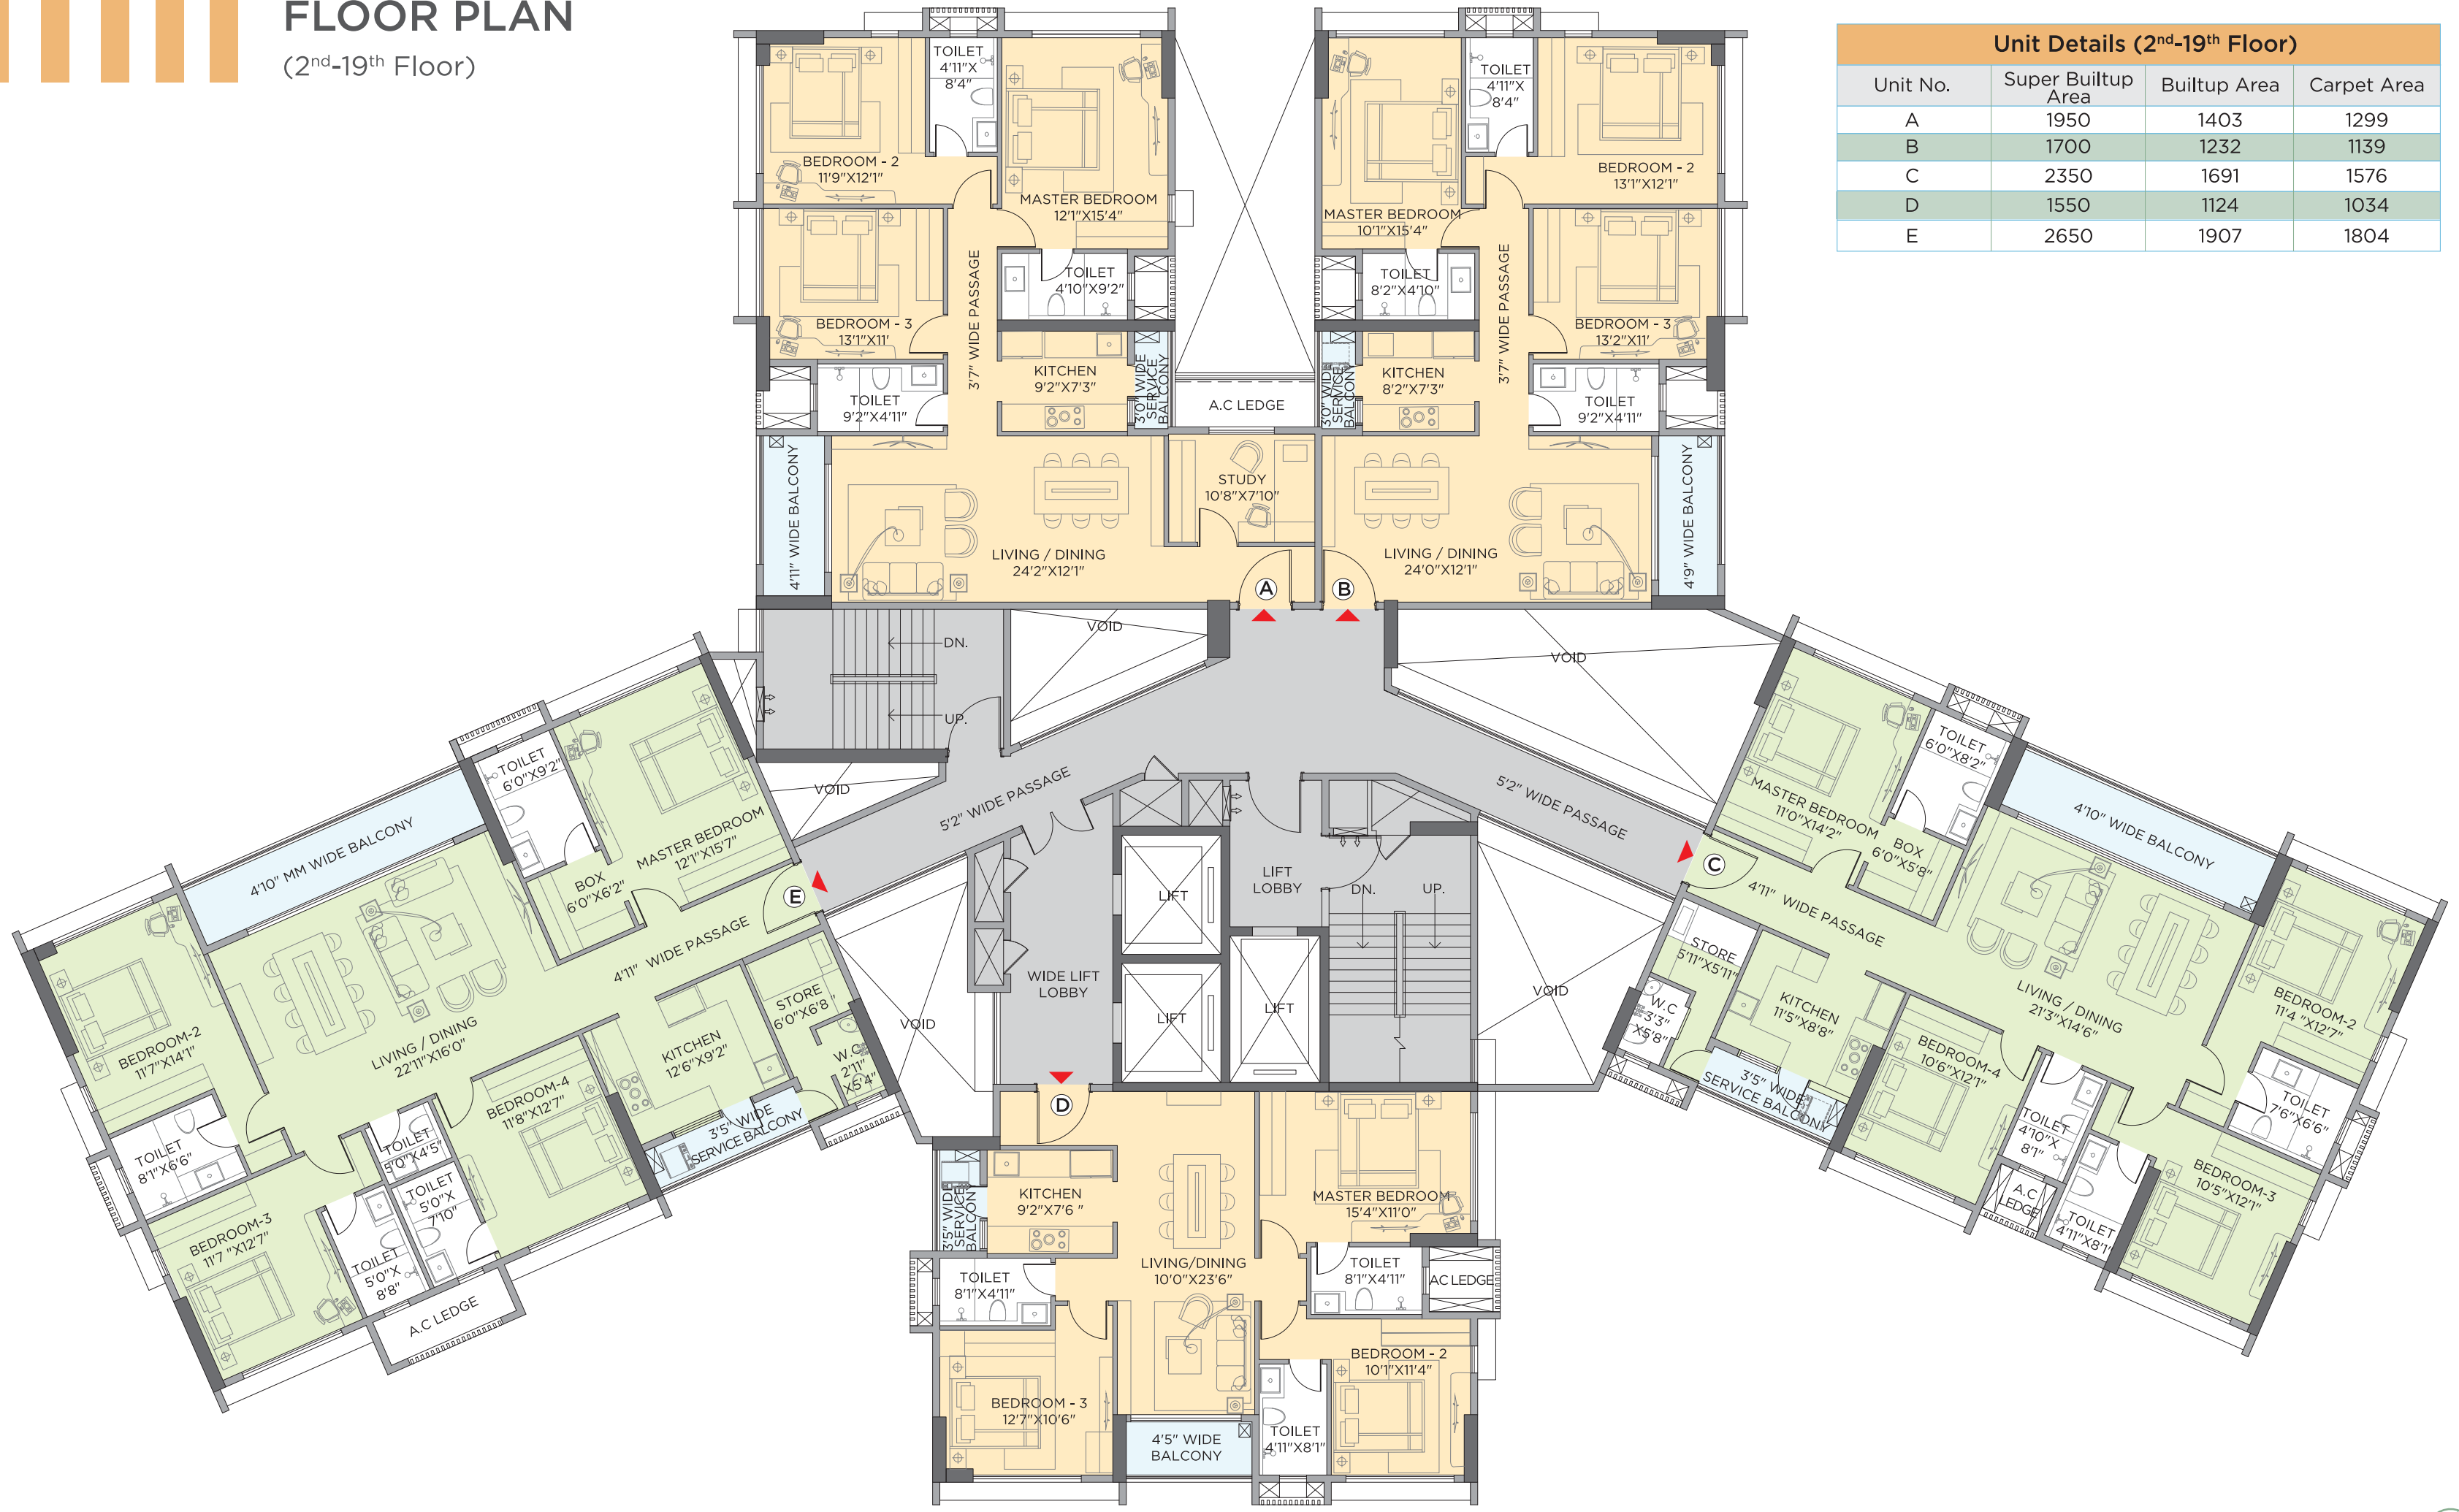 FLOOR PLAN
(2nd-19th Floor)
Unit Details (2nd-19th Floor)
Unit No.
Super Builtup
Area
Builtup Area
Carpet Area
A 1950 1403 1299
B 1700 1232 1139
C 2350 1691 1576
D 1550 1124 1034
E 2650 1907 1804
TOILET
4'11"X
8'4"
BEDROOM - 2
11'9"X12'1"
MASTER BEDROOM
12'1"X15'4"
BEDROOM - 3
13'1"X11'
3'7" WIDE PASSAGE
TOILET
4'10"X9'2"
KITCHEN
9'2"X7'3"
3'0" WIDE
SERVICE
BALCONY
TOILET
9'2"X4'11"
4'11" WIDE BALCONY
LIVING / DINING
24'2"X12'1"
A.C LEDGE
STUDY
10'8"X7'10"
A
TOILET
4'11"X
8'4"
BEDROOM - 2
13'1"X12'1"
MASTER BEDROOM
10'1"X15'4"
TOILET
8'2"X4'10"
3'7" WIDE PASSAGE
BEDROOM - 3
13'2"X11'
3'0" WIDE
SERVICE
BALCONY
KITCHEN
8'2"X7'3"
TOILET
9'2"X4'11"
4'9" WIDE BALCONY
LIVING / DINING
24'0"X12'1"
B
DN.
UP.
VOID
VOID
VOID
5'2" WIDE PASSAGE
5'2" WIDE PASSAGE
LIFT
LIFT
LIFT
LIFT
LOBBY
DN.
UP.
WIDE LIFT
LOBBY
VOID
VOID
TOILET
6'0"X9'2"
MASTER BEDROOM
12'1"X15'7"
4'10" MM WIDE BALCONY
BOX
6'0"X6'2"
E
4'11" WIDE PASSAGE
BEDROOM-2
11'7"X14'1"
LIVING / DINING
22'11"X16'0"
STORE
6'0"X6'8"
KITCHEN
12'6"X9'2"
W.C
2'11"
X5'4"
BEDROOM-4
11'8"X12'7"
3'5" WIDE
SERVICE BALCONY
TOILET
8'1"X6'6"
TOILET
5'0"X4'5"
TOILET
5'0"X
7'10"
BEDROOM-3
11'7"X12'7"
TOILET
5'0"X
8'8"
A.C LEDGE
MASTER BEDROOM
11'0"X14'2"
TOILET
6'0"X8'2"
BOX
6'0"X5'8"
4'10" WIDE BALCONY
C
4'11" WIDE PASSAGE
STORE
5'11"X5'11"
W.C
3'3"
X5'8"
KITCHEN
11'5"X8'8"
3'5" WIDE
SERVICE BALCONY
LIVING / DINING
21'3"X14'6"
BEDROOM-2
11'4 "X12'7"
BEDROOM-4
10'6"X12'1"
TOILET
7'6"X6'6"
TOILET
4'10"X
8'1"
A.C
LEDGE
TOILET
4'11"X8'1"
BEDROOM-3
10'5"X12'1"
D
3'5" WIDE
SERVICE
BALCONY
KITCHEN
9'2"X7'6 "
MASTER BEDROOM
15'4"X11'0"
LIVING/DINING
10'0"X23'6"
TOILET
8'1"X4'11"
TOILET
8'1"X4'11"
AC LEDGE
BEDROOM - 2
10'1"X11'4"
BEDROOM - 3
12'7"X10'6"
4'5" WIDE
BALCONY
TOILET
4'11"X8'1"